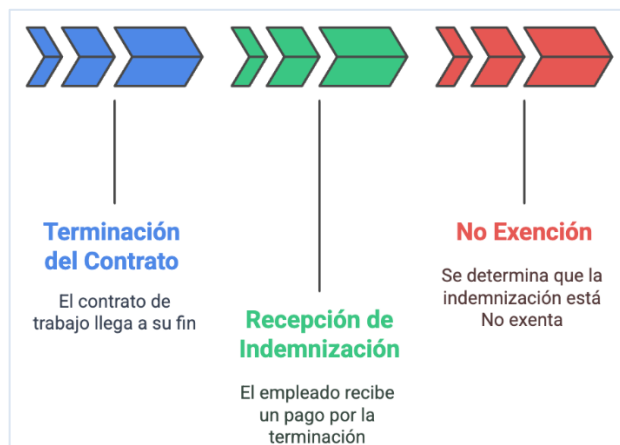 Terminación
del Contrato
El contrato de
trabajo llega a su fin
Recepción de
Indemnización
El empleado recibe
un pago por la
terminación
No Exención
Se determina que la
indemnización está
No exenta